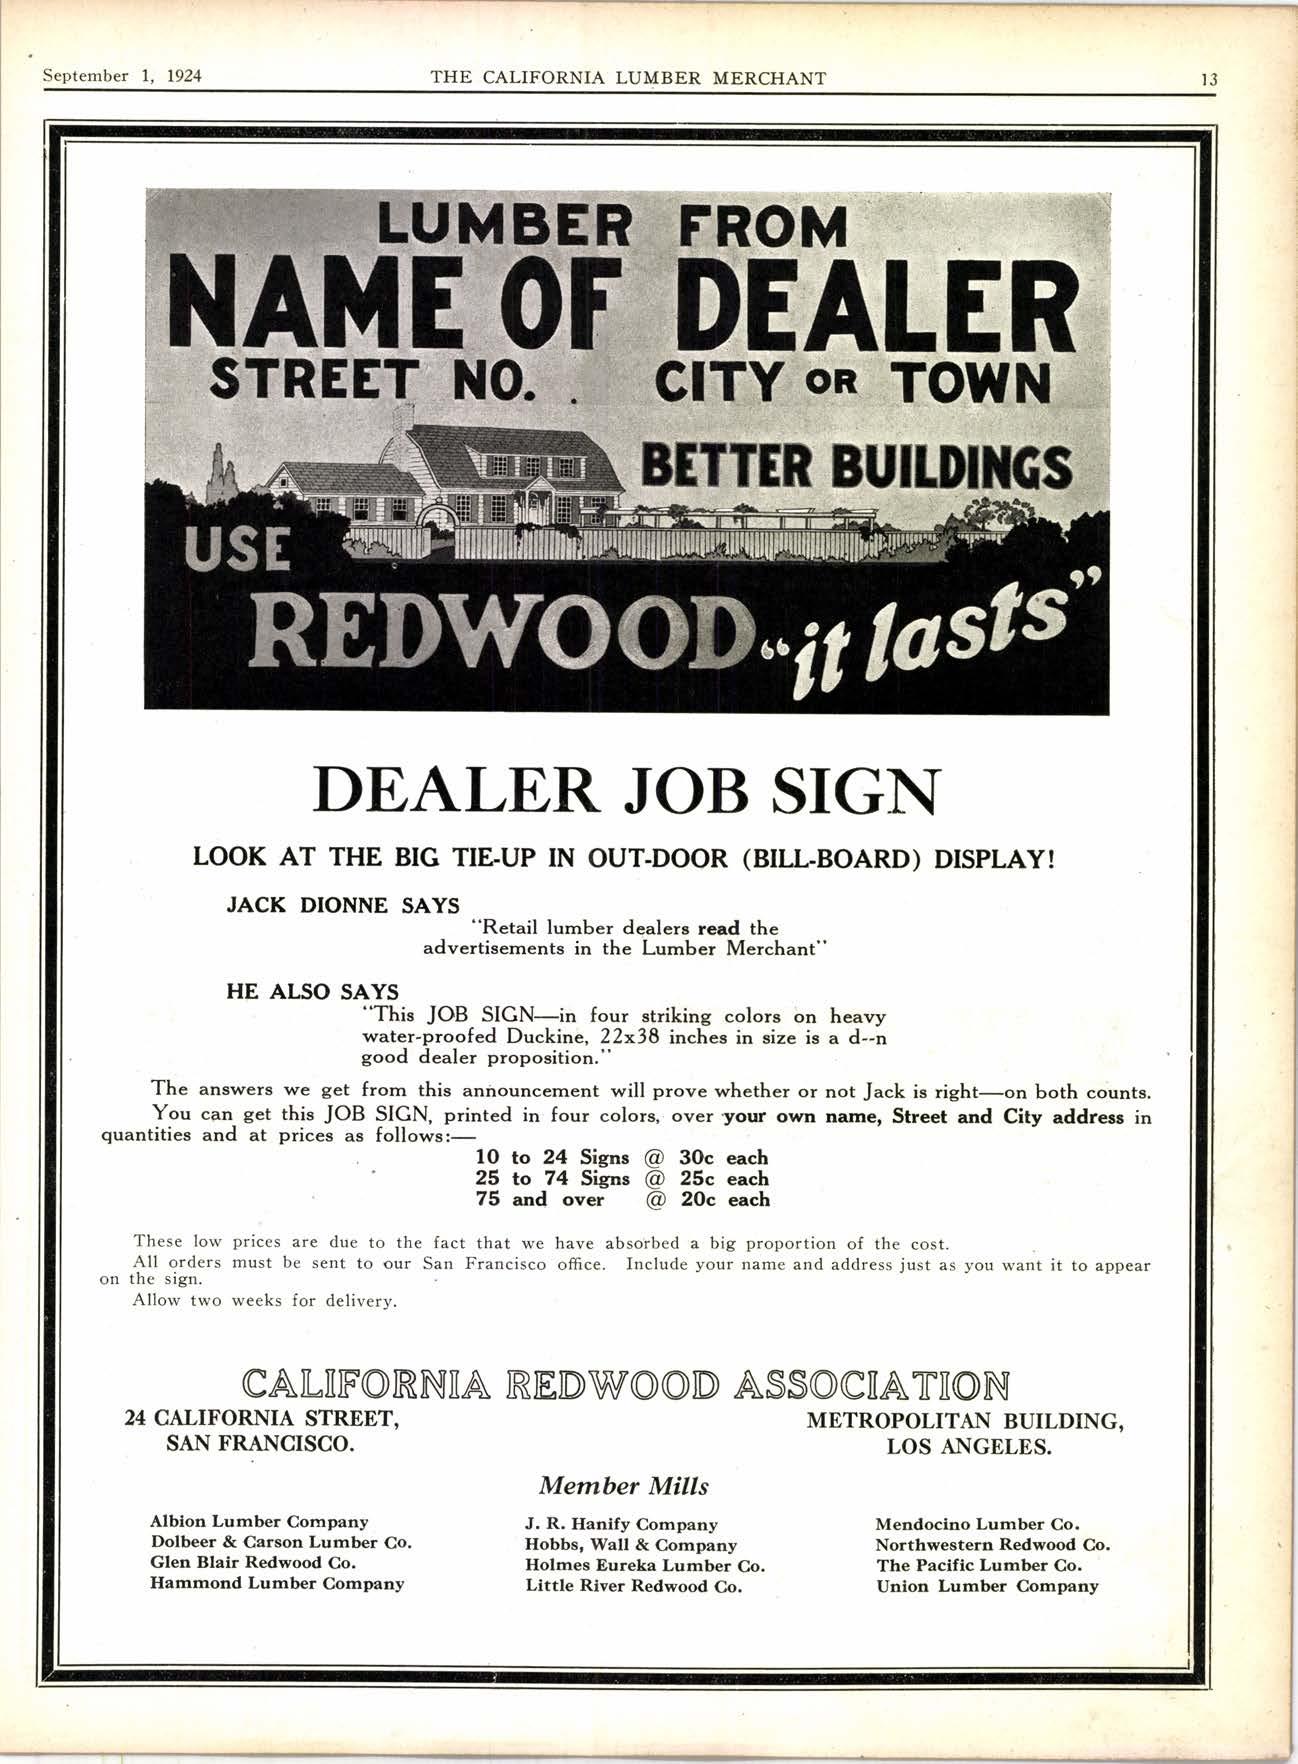 September 1, 1924 THE CALIFORNIA LUMBER MERCHANT 13
LUMBER FROM
NAME OF DEALER
STREET NO. . CITY OR TOWN
BETTER BUILDINGS
USE
REDWOOD "it lasts"
DEALER JOB SIGN
LOOK AT THE BIG TIE-UP IN OUT-DOOR (BILL-BOARD) DISPLAY!
JACK DIONNE SAYS
"Retail lumber dealers read the
advertisements in the Lumber Merchant"
HE ALSO SAYS
"This JOB SIGN—in four striking colors on heavy
water-proofed Duckine, 22x38 inches in size is a d--n
good dealer proposition."
The answers we get from this announcement will prove whether or not Jack is right—on both counts.
You can get this JOB SIGN, printed in four colors, over your own name, Street and City address in
quantities and at prices as follows:—
10 to 24 Signs @ 30c each
25 to 74 Signs @ 25c each
75 and over @ 20c each
These low prices are due to the fact that we have absorbed a big proportion of the cost.
All orders must be sent to our San Francisco office. Include your name and address just as you want it to appear
on the sign.
Allow two weeks for delivery.
CALIFORNIA REDWOOD ASSOCIATION
24 CALIFORNIA STREET, METROPOLITAN BUILDING,
SAN FRANCISCO. LOS ANGELES.
Member Mills
Albion Lumber Company J. R. Hanify Company Mendocino Lumber Co.
Dolbeer & Carson Lumber Co. Hobbs, Wall & Company Northwestern Redwood Co.
Glen Blair Redwood Co. Holmes Eureka Lumber Co. The Pacific Lumber Co.
Hammond Lumber Company Little River Redwood Co. Union Lumber Company